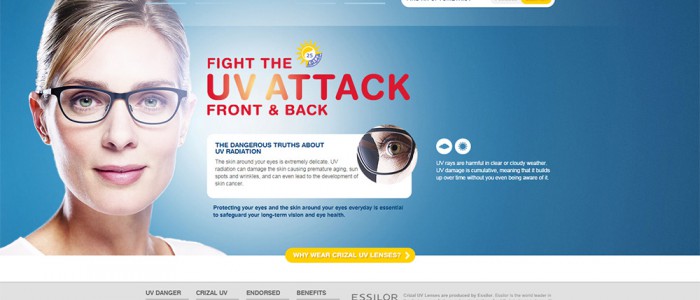 FIGHT THE
25
UV ATTACK
FRONT & BACK
THE DANGEROUS TRUTHS ABOUT
UV RADIATION
The skin around your eyes is extremely delicate. UV
radiation can damage the skin causing premature aging, sun
spots and wrinkles, and can even lead to the development of
skin cancer.
UV rays are harmful in clear or cloudy weather.
UV damage is cumulative, meaning that it builds
up over time without you even being aware of it.
Protecting your eyes and the skin around your eyes everyday is essential
to safeguard your long-term vision and eye health.
WHY WEAR CRIZAL UV LENSES?
UV DANGER CRIZAL UV ENDORSED BENEFITS
ESSILOR
Crizal UV Lenses are produced by Essilor. Essilor is the world leader in